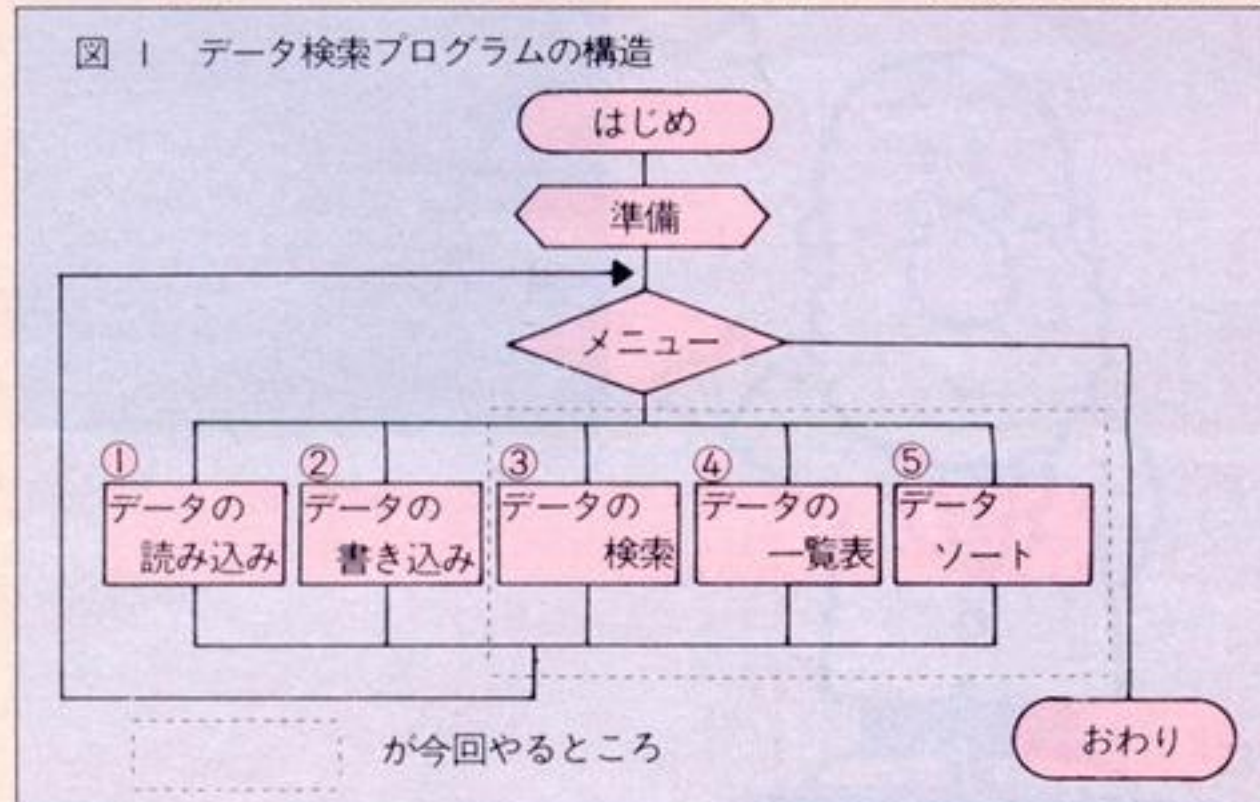 図 1 データ検索プログラムの構造
はじめ
準備
メニュー
①
データの
読み込み
②
データの
書き込み
③
データの
検索
④
データの
一覧表
⑤
データ
ソート
が今回やるところ
おわり